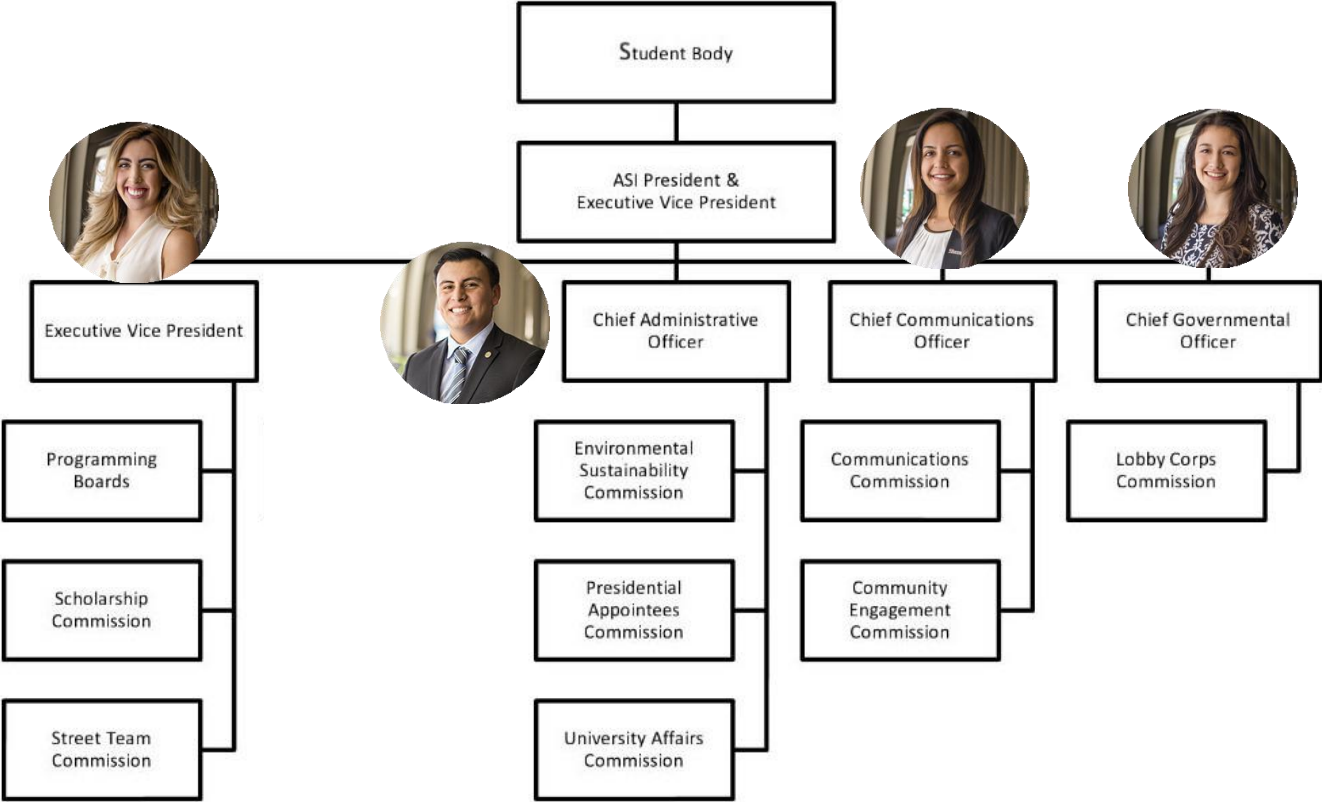 Student Body
ASI President &
Executive Vice President
Executive Vice President
Chief Administrative
Officer
Chief Communications
Officer
Chief Governmental
Officer
Programming
Boards
Environmental
Sustainability
Commission
Communications
Commission
Lobby Corps
Commission
Scholarship
Commission
Presidential
Appointees
Commission
Community
Engagement
Commission
Street Team
Commission
University Affairs
Commission